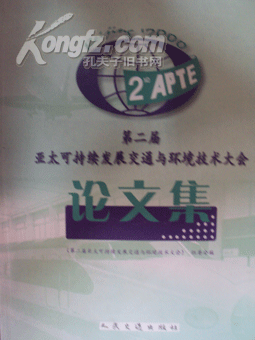 Kongfz.com
孔夫子旧书网
2nd APTE
第二届
亚太可持续发展交通与环境技术大会
论文集
人民交通出版社